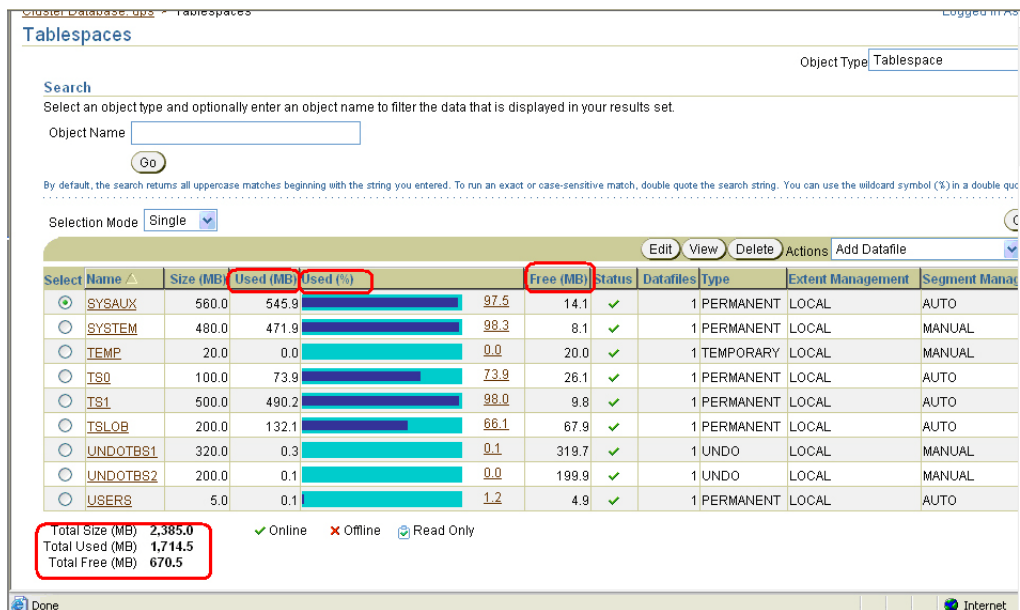 Cluster Database: ups > Tablespaces Logged in As
Tablespaces
Object Type Tablespace
Search
Select an object type and optionally enter an object name to filter the data that is displayed in your results set.
Object Name
Go
By default, the search returns all uppercase matches beginning with the string you entered. To run an exact or case-sensitive match, double quote the search string. You can use the wildcard symbol (%) in a double quo
Selection Mode Single
Edit View Delete Actions Add Datafile
Select Name Size (MB) Used (MB) Used (%) Free (MB) Status Datafiles Type Extent Management Segment Manag
SYSAUX 560.0 545.9 97.5 14.1 1 PERMANENT LOCAL AUTO
SYSTEM 480.0 471.9 98.3 8.1 1 PERMANENT LOCAL MANUAL
TEMP 20.0 0.0 0.0 20.0 1 TEMPORARY LOCAL MANUAL
TS0 100.0 73.9 73.9 26.1 1 PERMANENT LOCAL AUTO
TS1 500.0 490.2 98.0 9.8 1 PERMANENT LOCAL AUTO
TSLOB 200.0 132.1 66.1 67.9 1 PERMANENT LOCAL AUTO
UNDOTBS1 320.0 0.3 0.1 319.7 1 UNDO LOCAL MANUAL
UNDOTBS2 200.0 0.1 0.0 199.9 1 UNDO LOCAL MANUAL
USERS 5.0 0.1 1.2 4.9 1 PERMANENT LOCAL AUTO
Total Size (MB) 2,385.0 Online Offline Read Only
Total Used (MB) 1,714.5
Total Free (MB) 670.5
Done Internet